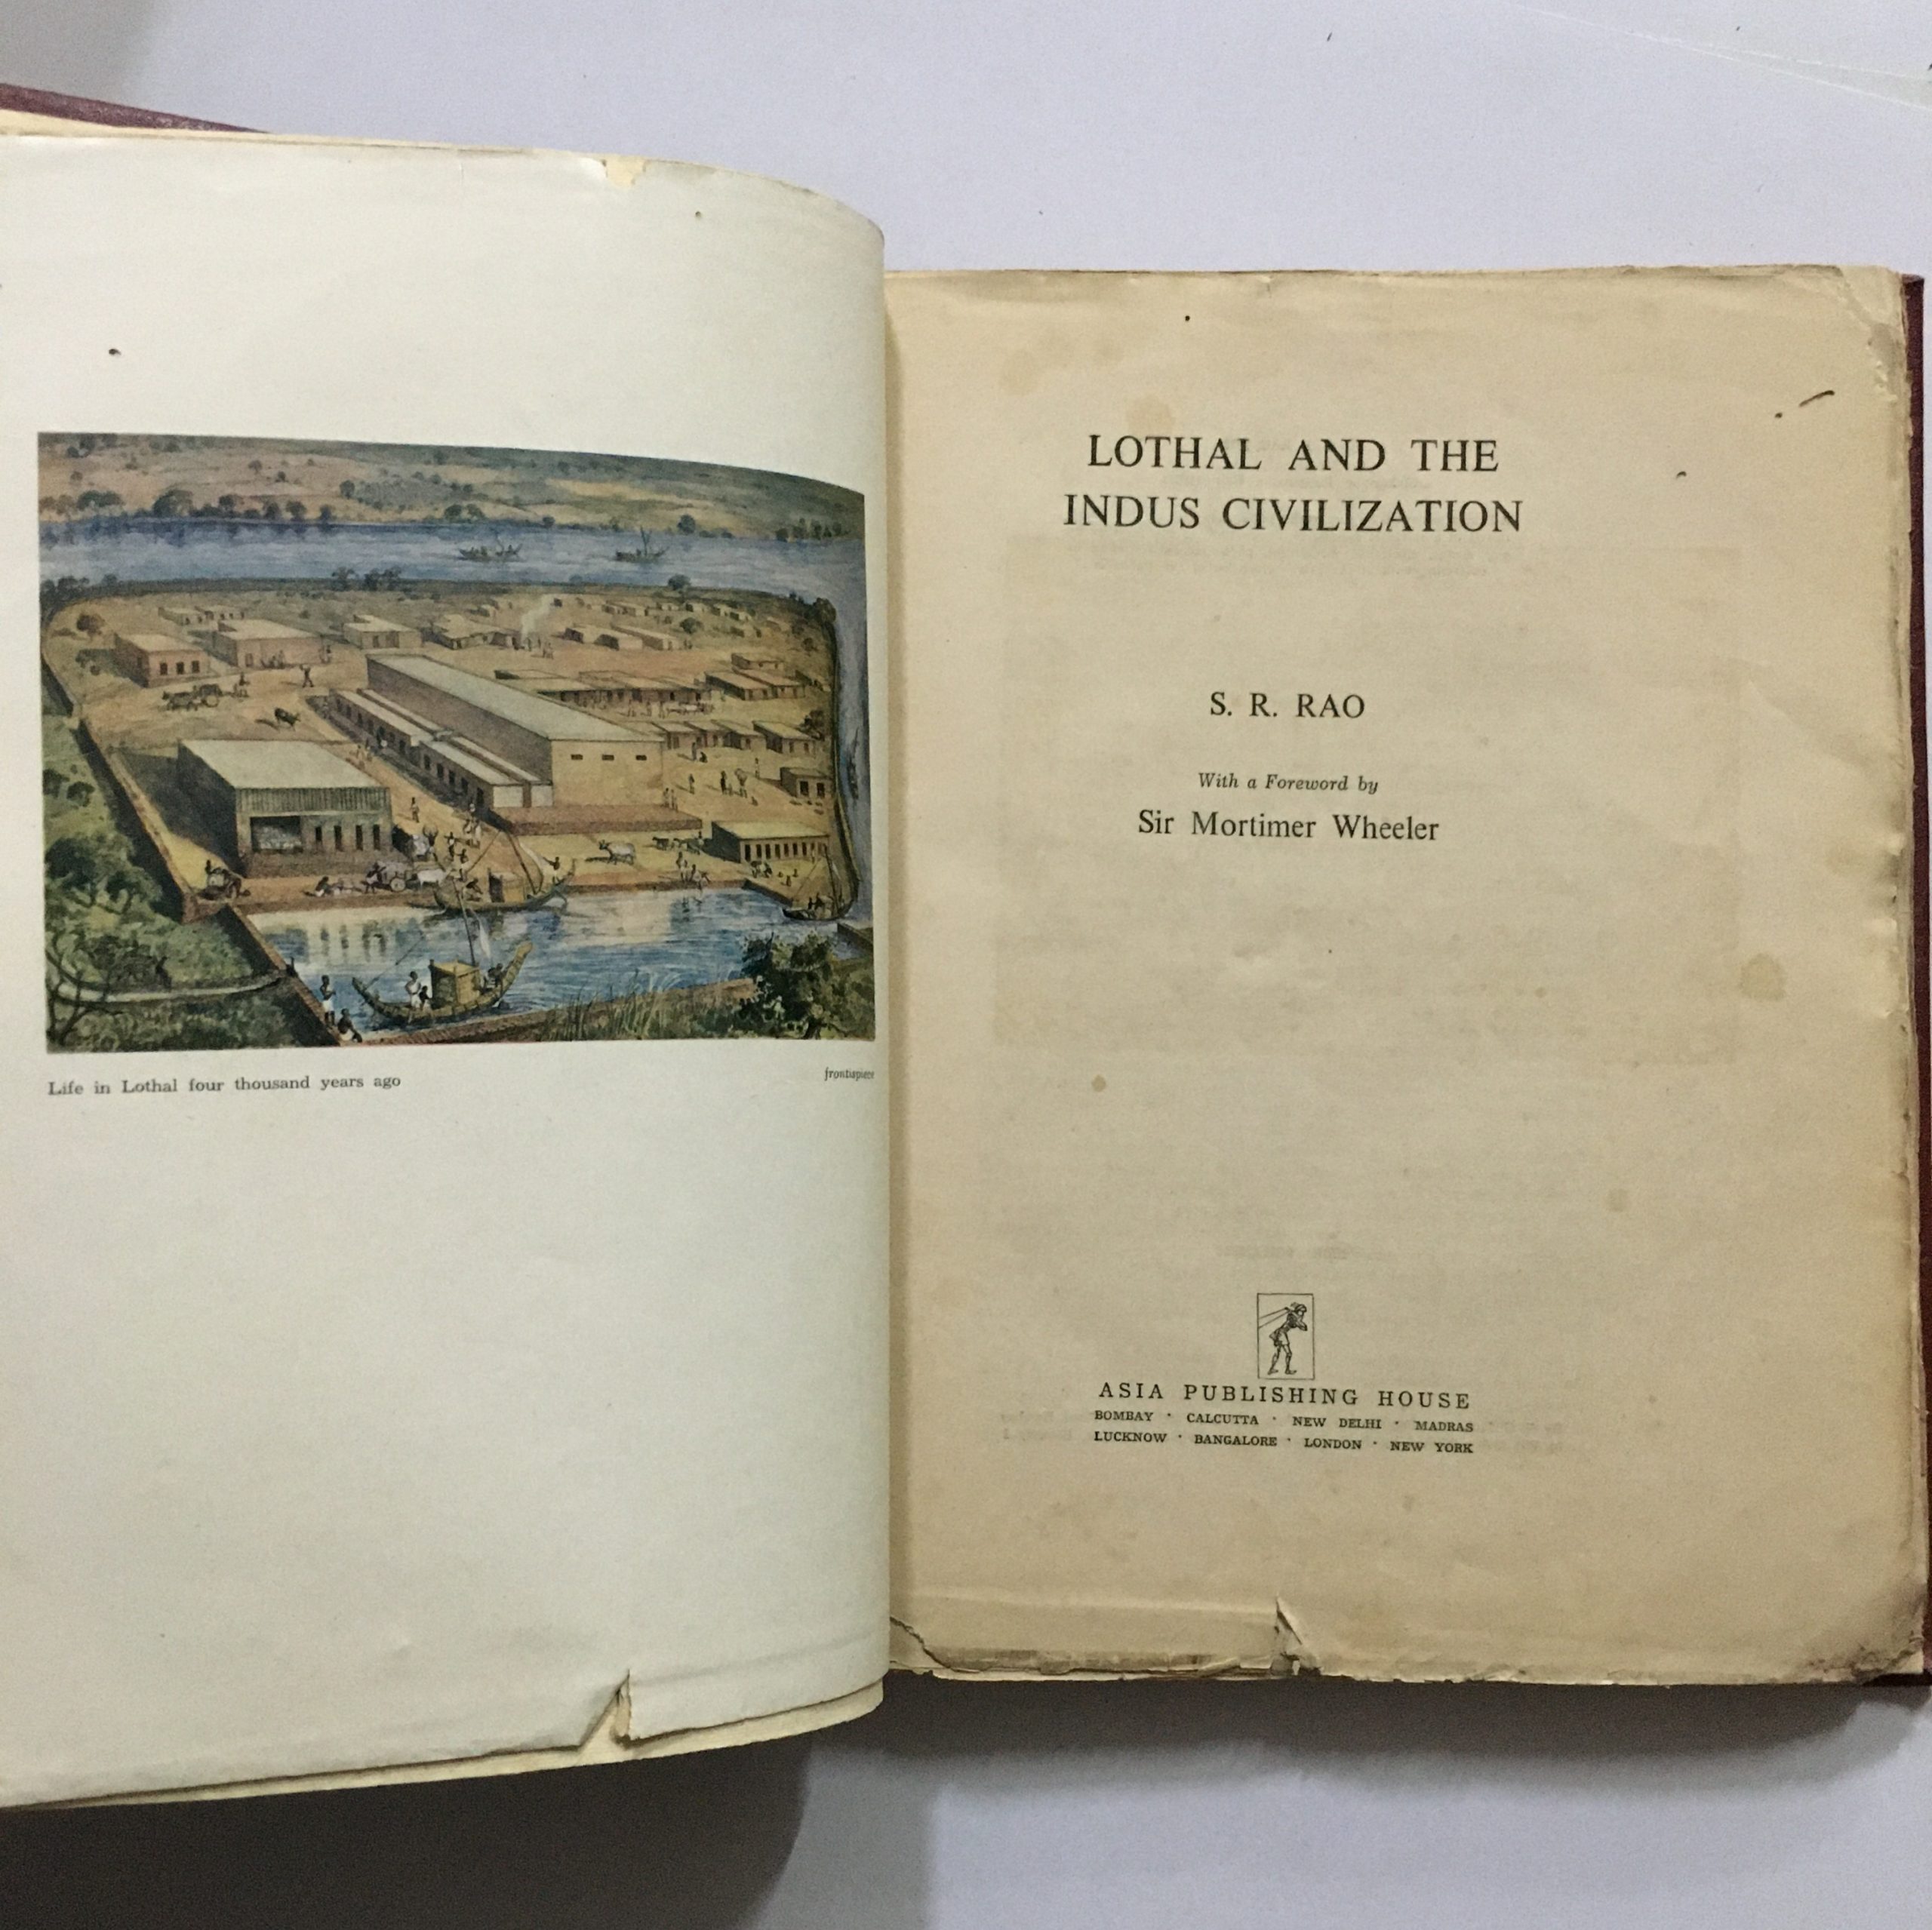 Life in Lothal four thousand years ago
frontispiece
LOTHAL AND THE
INDUS CIVILIZATION
S. R. RAO
With a Foreword by
Sir Mortimer Wheeler
ASIA PUBLISHING HOUSE
BOMBAY · CALCUTTA · NEW DELHI · MADRAS
LUCKNOW · BANGALORE · LONDON · NEW YORK